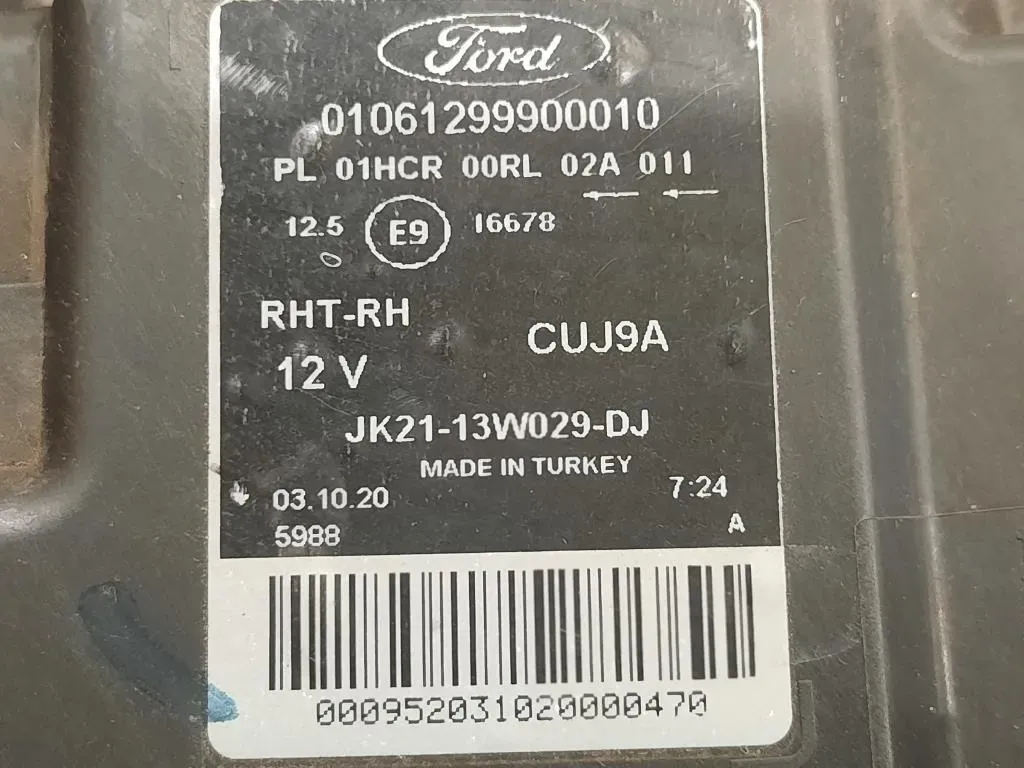 Ford
01061299900010
PL 01HCR 00RL 02A 011
12.5 E9 16678
RHT-RH
12 V
CUJ9A
JK21-13W029-DJ
MADE IN TURKEY
03.10.20 7:24
5988 A
000952031020000470